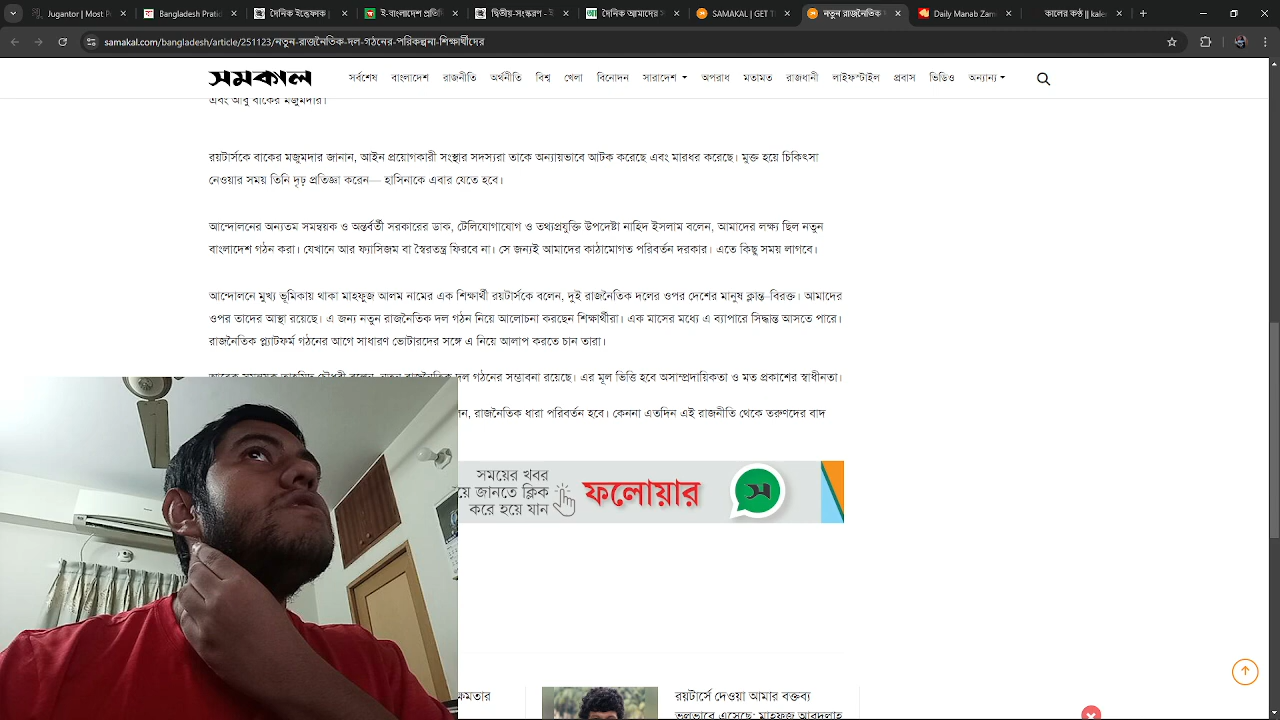 Jugantor | Most P
Bangladesh Pratid
দৈনিক ইত্তেফাক
ই-বাংলাদেশ প্রতিদি
দ্বিতীয়-সংস্করণ - ই
দৈনিক আমাদের স
SAMAKAL | GET T
নতুন রাজনৈতিক
Daily Manab Zam
কালের কণ্ঠ || kale
samakal.com/bangladesh/article/251123/নতুন-রাজনৈতিক-দল-গঠনের-পরিকল্পনা-শিক্ষার্থীদের
সমকাল
সর্বশেষ বাংলাদেশ রাজনীতি অর্থনীতি বিশ্ব খেলা বিনোদন সারাদেশ অপরাধ মতামত রাজধানী লাইফস্টাইল প্রবাস ভিডিও অন্যান্য
এবং আবু বাকের মজুমদার।
রয়টার্সকে বাকের মজুমদার জানান, আইন প্রয়োগকারী সংস্থার সদস্যরা তাকে অন্যায়ভাবে আটক করেছে এবং মারধর করেছে। মুক্ত হয়ে চিকিৎসা
নেওয়ার সময় তিনি দৃঢ় প্রতিজ্ঞা করেন— হাসিনাকে এবার যেতে হবে।
আন্দোলনের অন্যতম সমন্বয়ক ও অন্তর্বর্তী সরকারের ডাক, টেলিযোগাযোগ ও তথ্যপ্রযুক্তি উপদেষ্টা নাহিদ ইসলাম বলেন, আমাদের লক্ষ্য ছিল নতুন
বাংলাদেশ গঠন করা। যেখানে আর ফ্যাসিজম বা স্বৈরতন্ত্র ফিরবে না। সে জন্যই আমাদের কাঠামোগত পরিবর্তন দরকার। এতে কিছু সময় লাগবে।
আন্দোলনে মুখ্য ভূমিকায় থাকা মাহফুজ আলম নামের এক শিক্ষার্থী রয়টার্সকে বলেন, দুই রাজনৈতিক দলের ওপর দেশের মানুষ ক্লান্ত-বিরক্ত। আমাদের
ওপর তাদের আস্থা রয়েছে। এ জন্য নতুন রাজনৈতিক দল গঠন নিয়ে আলোচনা করছেন শিক্ষার্থীরা। এক মাসের মধ্যে এ ব্যাপারে সিদ্ধান্ত আসতে পারে।
রাজনৈতিক প্ল্যাটফর্ম গঠনের আগে সাধারণ ভোটারদের সঙ্গে এ নিয়ে আলাপ করতে চান তারা।
দল গঠনের সম্ভাবনা রয়েছে। এর মূল ভিত্তি হবে অসাম্প্রদায়িকতা ও মত প্রকাশের স্বাধীনতা।
রাজনৈতিক ধারা পরিবর্তন হবে। কেননা এতদিন এই রাজনীতি থেকে তরুণদের বাদ
সময়ের খবর
জানতে ক্লিক
করে হয়ে যান
ফলোয়ার
স
রয়টার্সে দেওয়া আমার বক্তব্য
ভুলভাবে এসেছে: মাহফুজ আবদুল্লাহ